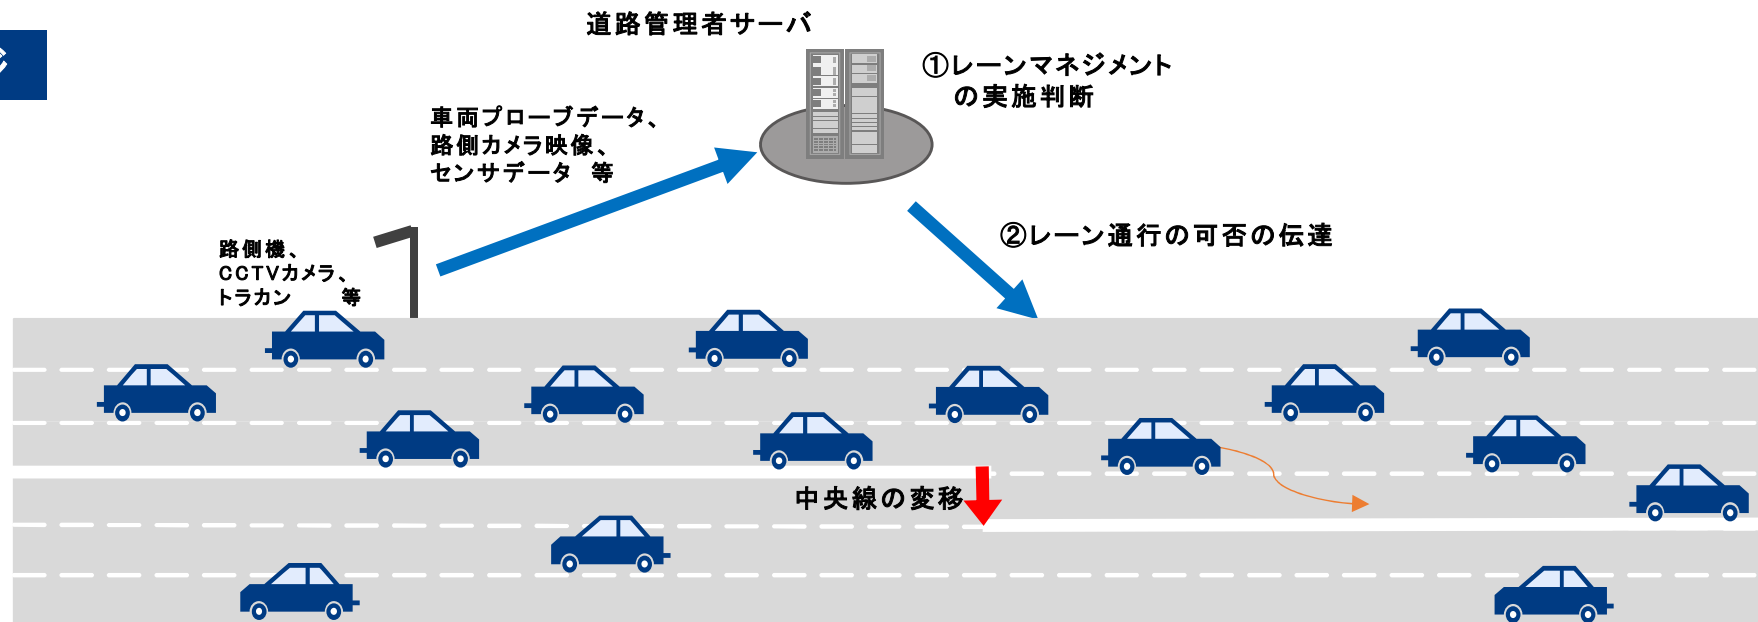 道路管理者サーバ
①レーンマネジメント
の実施判断
車両プローブデータ、
路側カメラ映像、
センサデータ 等
②レーン通行の可否の伝達
路側機、
CCTVカメラ、
トラカン 等
中央線の変移